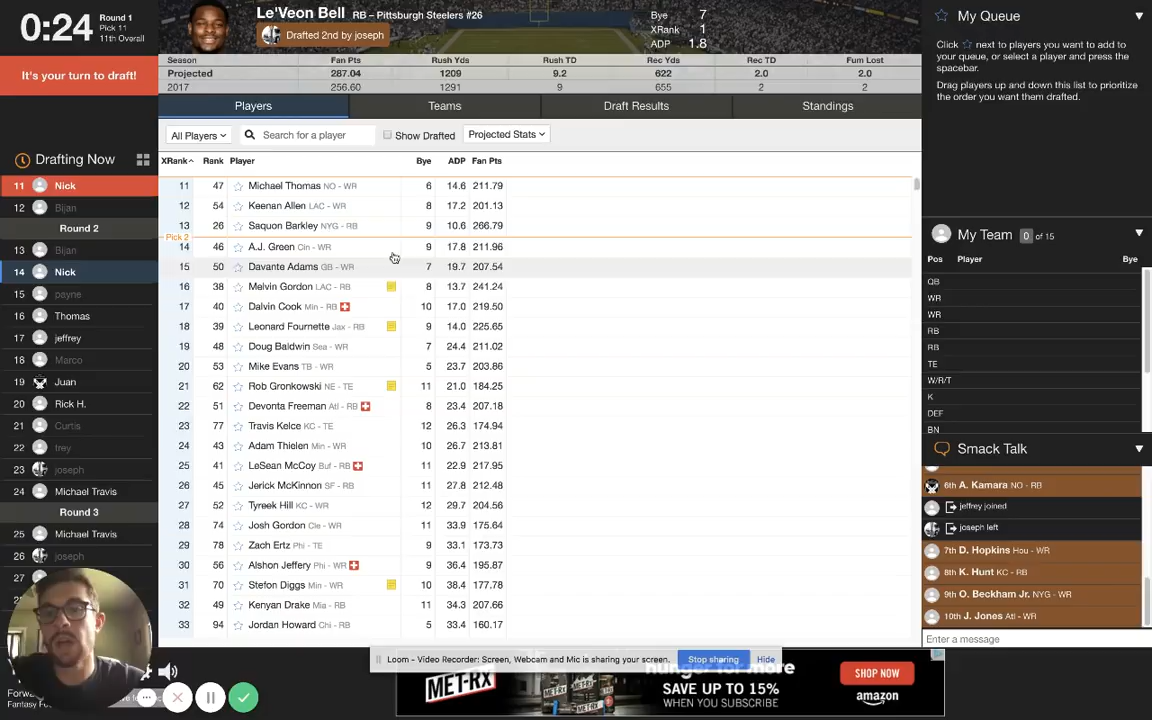 0:24
Round 1
Pick 11
11th Overall
It's your turn to draft!
Drafting Now
11 Nick
12 Bijan
Round 2
13 Bijan
14 Nick
15 payne
16 Thomas
17 jeffrey
18 Marco
19 Juan
20 Rick H.
21 Curtis
22 trey
23 joseph
24 Michael Travis
Round 3
25 Michael Travis
26 joseph
27
Le'Veon Bell RB – Pittsburgh Steelers #26
Drafted 2nd by joseph
Bye 7
XRank 1
ADP 1.8
Season Fan Pts Rush Yds Rush TD Rec Yds Rec TD Fum Lost
Projected 287.04 1209 9.2 622 2.0 2.0
2017 256.60 1291 9 655 2 2
Players Teams Draft Results Standings
All Players Search for a player Show Drafted Projected Stats
XRank Rank Player Bye ADP Fan Pts
11 47 Michael Thomas NO - WR 6 14.6 211.79
12 54 Keenan Allen LAC - WR 8 17.2 201.13
13 26 Saquon Barkley NYG - RB 9 10.6 266.79
Pick 2
14 46 A.J. Green Cin - WR 9 17.8 211.96
15 50 Davante Adams GB - WR 7 19.7 207.54
16 38 Melvin Gordon LAC - RB 8 13.7 241.24
17 40 Dalvin Cook Min - RB 10 17.0 219.50
18 39 Leonard Fournette Jax - RB 9 14.0 225.65
19 48 Doug Baldwin Sea - WR 7 24.4 211.02
20 53 Mike Evans TB - WR 5 23.7 203.86
21 62 Rob Gronkowski NE - TE 11 21.0 184.25
22 51 Devonta Freeman Atl - RB 8 23.4 207.18
23 77 Travis Kelce KC - TE 12 26.3 174.94
24 43 Adam Thielen Min - WR 10 26.7 213.81
25 41 LeSean McCoy Buf - RB 11 22.9 217.95
26 45 Jerick McKinnon SF - RB 11 27.8 212.48
27 52 Tyreek Hill KC - WR 12 29.7 204.56
28 74 Josh Gordon Cle - WR 11 33.9 175.64
29 78 Zach Ertz Phi - TE 9 33.1 173.73
30 56 Alshon Jeffery Phi - WR 9 36.4 195.87
31 70 Stefon Diggs Min - WR 10 38.4 177.78
32 49 Kenyan Drake Mia - RB 11 34.3 207.66
33 94 Jordan Howard Chi - RB 5 33.4 160.17
My Queue
Click next to players you want to add to
your queue, or select a player and press the
spacebar.
Drag players up and down this list to prioritize
the order you want them drafted.
My Team 0 of 15
Pos Player Bye
QB
WR
WR
RB
RB
TE
W/R/T
K
DEF
BN
Smack Talk
6th A. Kamara NO - RB
jeffrey joined
joseph left
7th D. Hopkins Hou - WR
8th K. Hunt KC - RB
9th O. Beckham Jr. NYG - WR
10th J. Jones Atl - WR
Enter a message
Loom - Video Recorder: Screen, Webcam and Mic is sharing your screen. Stop sharing Hide
MET-RX
hunger for more
SAVE UP TO 15%
WHEN YOU SUBSCRIBE
SHOP NOW
amazon